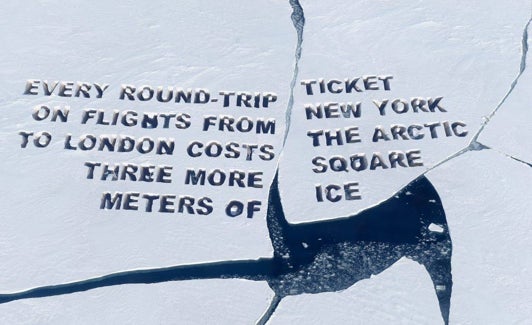 EVERY ROUND-TRIP TICKET
ON FLIGHTS FROM NEW YORK
TO LONDON COSTS THE ARCTIC
THREE MORE SQUARE
METERS OF ICE